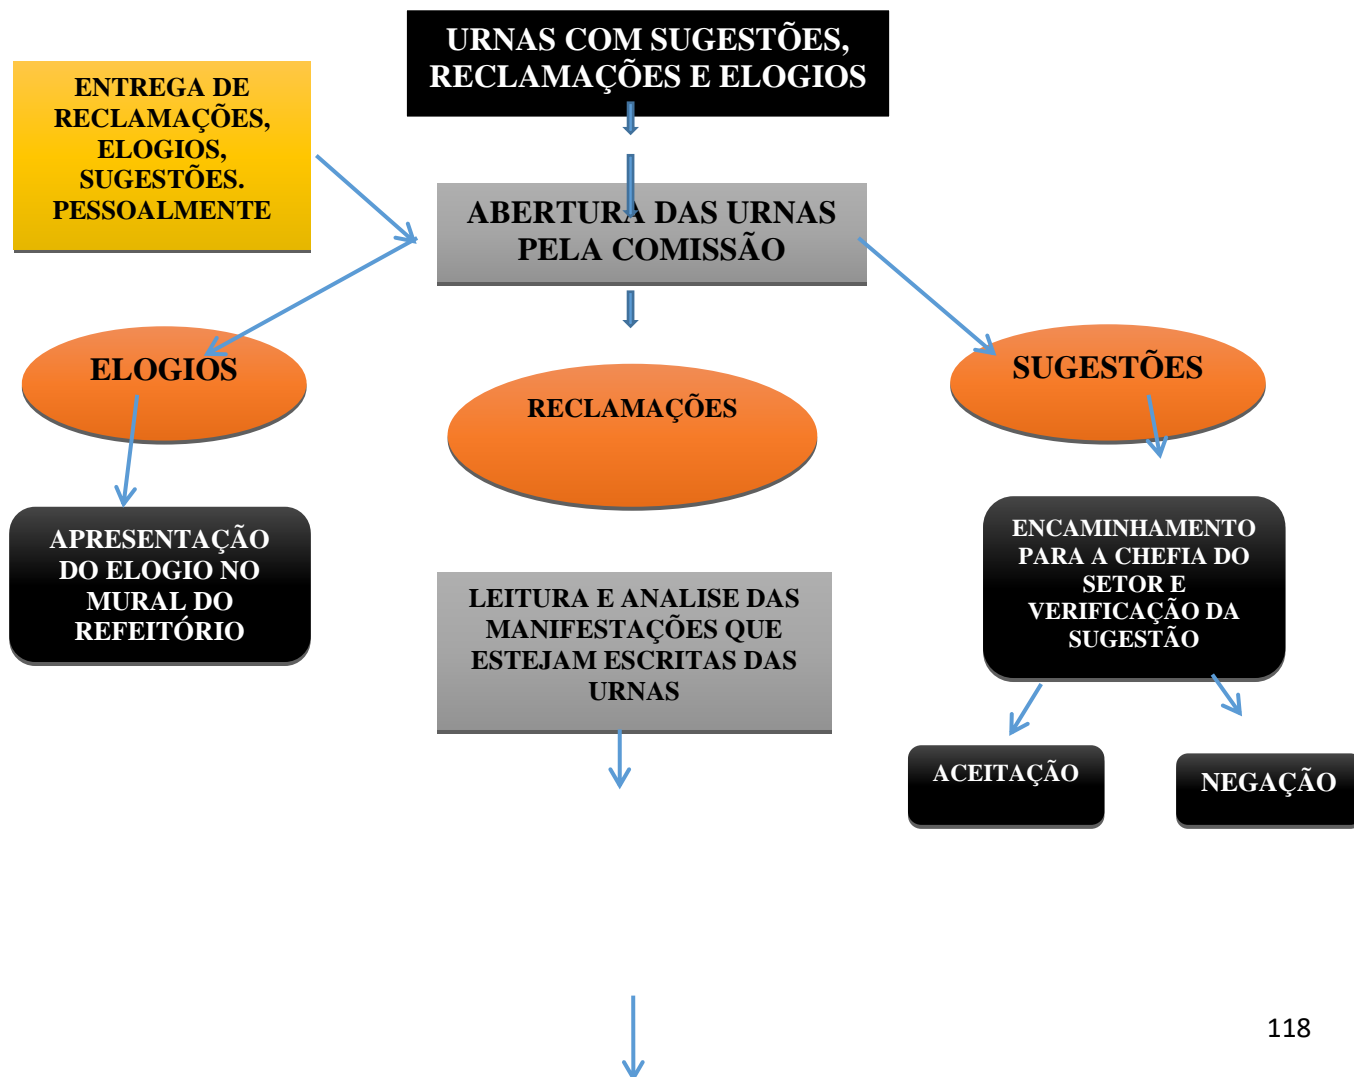 URNAS COM SUGESTÕES,
RECLAMAÇÕES E ELOGIOS
ENTREGA DE
RECLAMAÇÕES,
ELOGIOS,
SUGESTÕES.
PESSOALMENTE
ABERTURA DAS URNAS
PELA COMISSÃO
ELOGIOS
RECLAMAÇÕES
SUGESTÕES
APRESENTAÇÃO
DO ELOGIO NO
MURAL DO
REFEITÓRIO
LEITURA E ANALISE DAS
MANIFESTAÇÕES QUE
ESTEJAM ESCRITAS DAS
URNAS
ENCAMINHAMENTO
PARA A CHEFIA DO
SETOR E
VERIFICAÇÃO DA
SUGESTÃO
ACEITAÇÃO
NEGAÇÃO
118